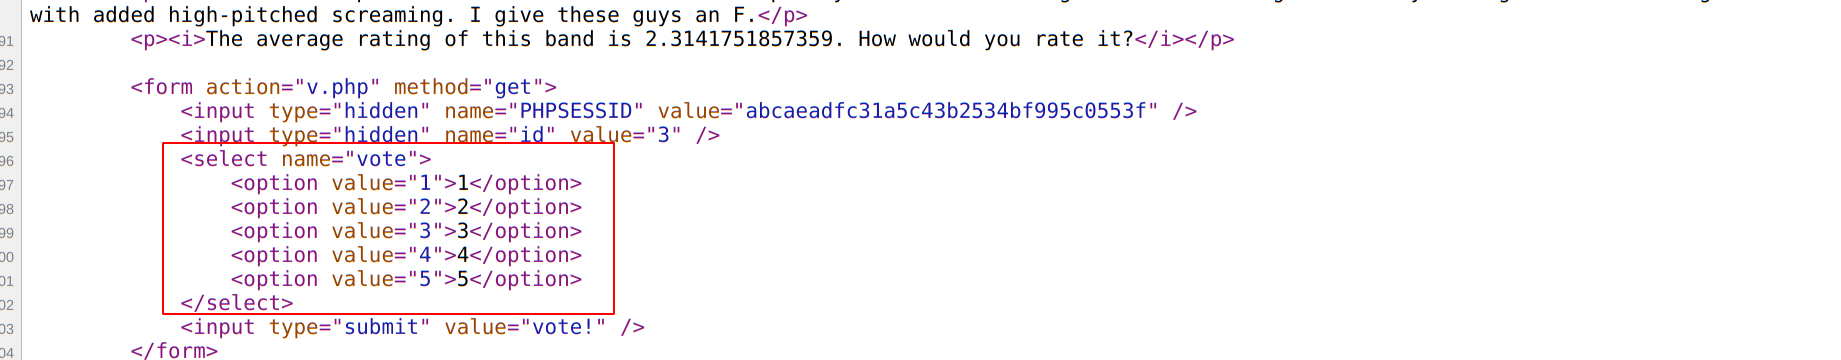 with added high-pitched screaming. I give these guys an F.</p>
91 <p><i>The average rating of this band is 2.3141751857359. How would you rate it?</i></p>
92
93 <form action="v.php" method="get">
94 <input type="hidden" name="PHPSESSID" value="abcaeadfc31a5c43b2534bf995c0553f" />
95 <input type="hidden" name="id" value="3" />
96 <select name="vote">
97 <option value="1">1</option>
98 <option value="2">2</option>
99 <option value="3">3</option>
00 <option value="4">4</option>
01 <option value="5">5</option>
02 </select>
03 <input type="submit" value="vote!" />
04 </form>